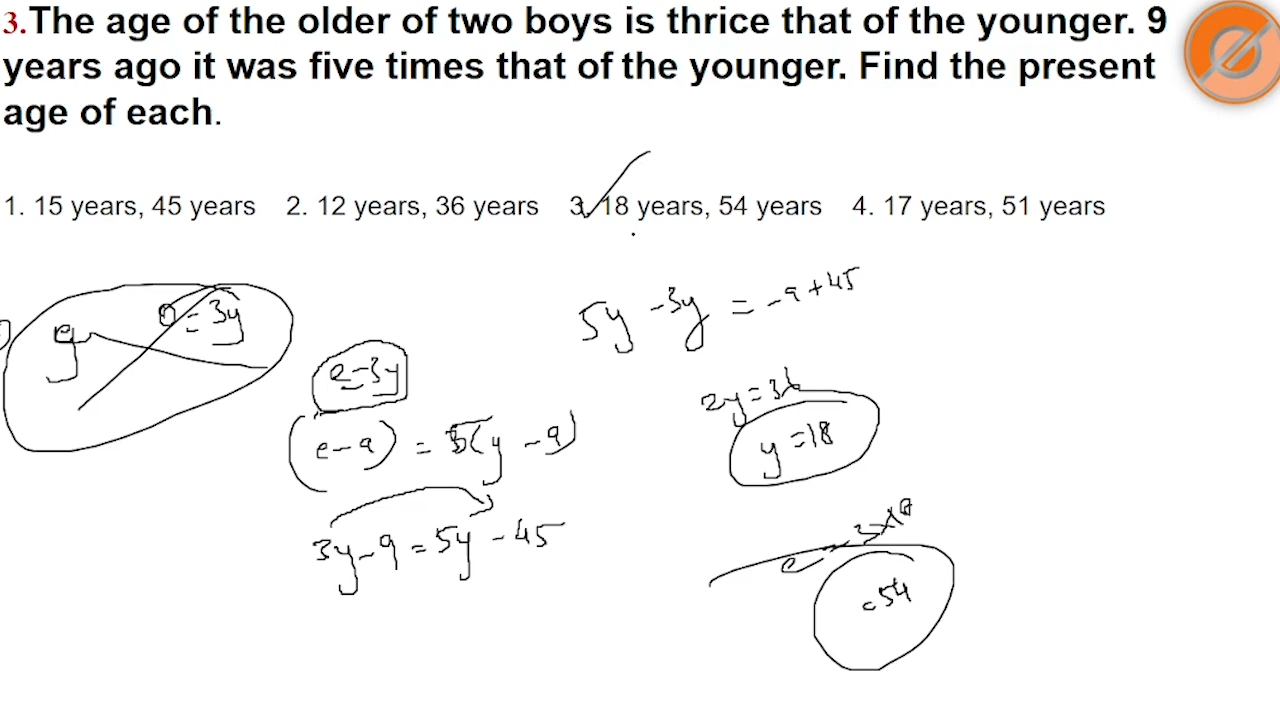 3.The age of the older of two boys is thrice that of the younger. 9
years ago it was five times that of the younger. Find the present
age of each.
1. 15 years, 45 years 2. 12 years, 36 years 3. 18 years, 54 years 4. 17 years, 51 years
5y - 3y = -9 + 45
y = 3y
e - 3y
2y = 36
(e - 9) = 5(y - 9)
y = 18
3y - 9 = 5y - 45
e = 3×18
= 54